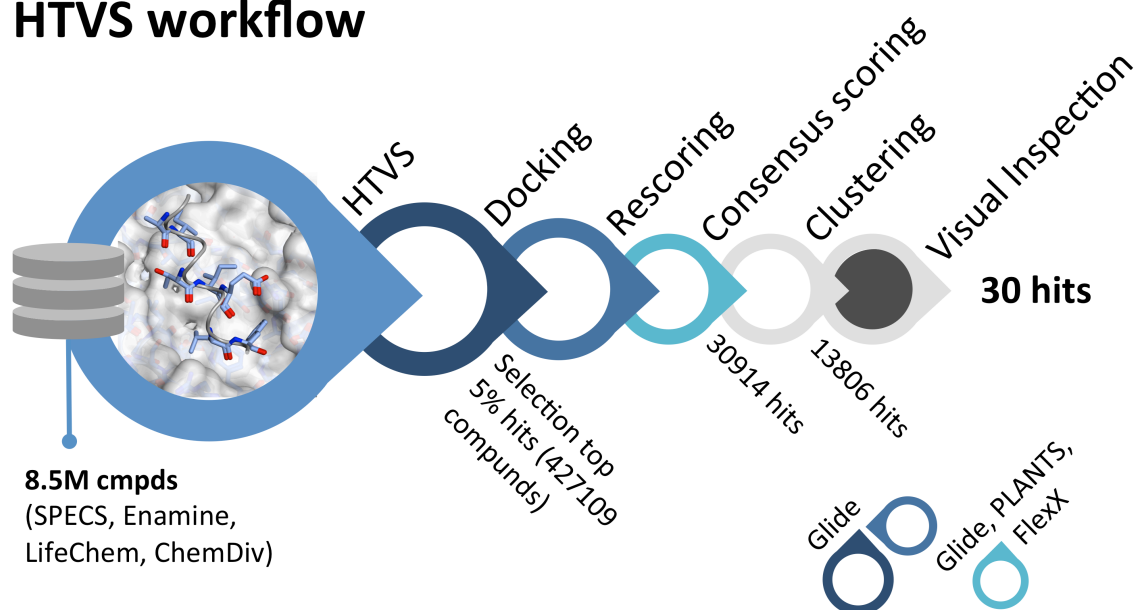 HTVS workflow
HTVS
Docking
Rescoring
Consensus scoring
Clustering
Visual Inspection
30 hits
Selection top
5% hits (427109
compunds)
30914 hits
13806 hits
8.5M cmpds
(SPECS, Enamine,
LifeChem, ChemDiv)
Glide
Glide, PLANTS,
FlexX